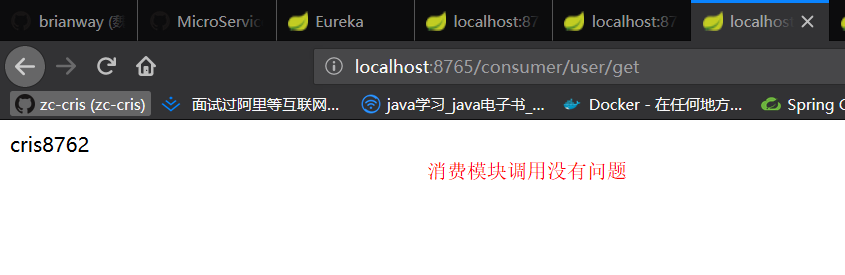 brianway (魏
MicroServic
Eureka
localhost:87
localhost:87
localhost
localhost:8765/consumer/user/get
zc-cris (zc-cris)
面试过阿里等互联网...
java学习_java电子书_...
Docker - 在任何地方...
Spring C
cris8762
消费模块调用没有问题